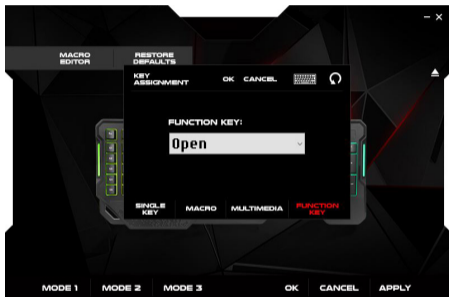 MACRO EDITOR
RESTORE DEFAULTS
KEY ASSIGNMENT
OK CANCEL
FUNCTION KEY:
Open
SINGLE KEY
MACRO
MULTIMEDIA
FUNCTION KEY
MODE 1
MODE 2
MODE 3
OK
CANCEL
APPLY